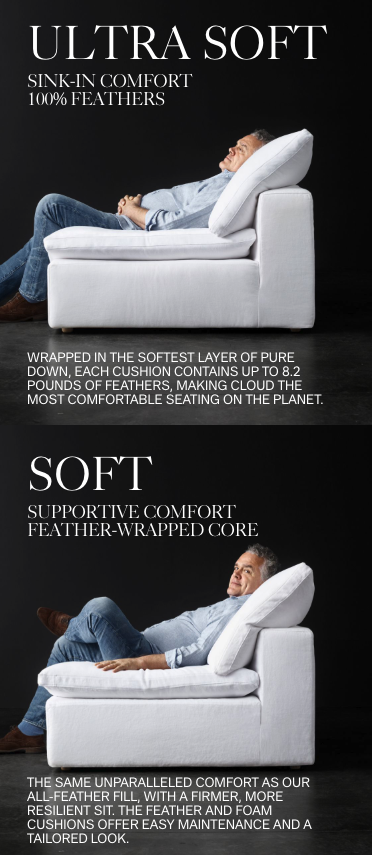 ULTRA SOFT
SINK-IN COMFORT
100% FEATHERS
WRAPPED IN THE SOFTEST LAYER OF PURE
DOWN, EACH CUSHION CONTAINS UP TO 8.2
POUNDS OF FEATHERS, MAKING CLOUD THE
MOST COMFORTABLE SEATING ON THE PLANET.
SOFT
SUPPORTIVE COMFORT
FEATHER-WRAPPED CORE
THE SAME UNPARALLELED COMFORT AS OUR
ALL-FEATHER FILL, WITH A FIRMER, MORE
RESILIENT SIT. THE FEATHER AND FOAM
CUSHIONS OFFER EASY MAINTENANCE AND A
TAILORED LOOK.